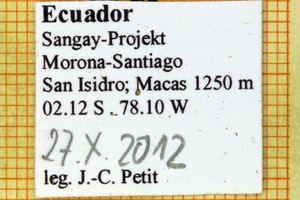 Ecuador
Sangay-Projekt
Morona-Santiago
San Isidro; Macas 1250 m
02.12 S . 78.10 W
27.X.2012
leg. J.-C. Petit